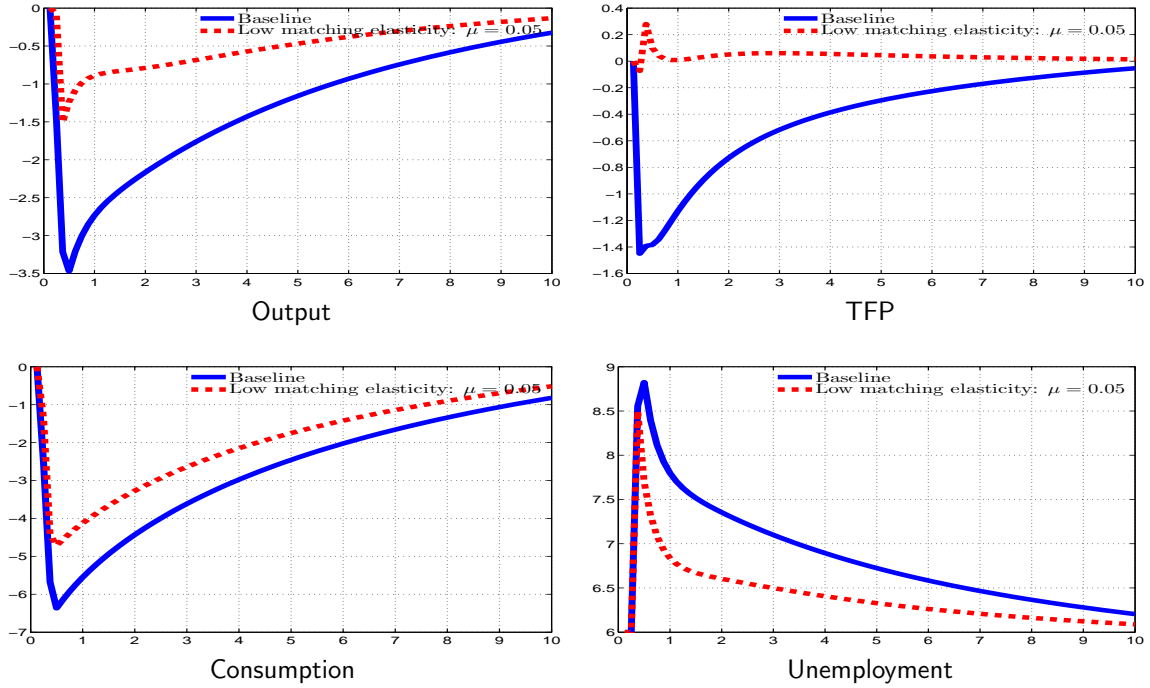 0
−0.5
−1
−1.5
−2
−2.5
−3
−3.5
0 1 2 3 4 5 6 7 8 9 10
Baseline
Low matching elasticity: μ = 0.05
Output
0.4
0.2
0
−0.2
−0.4
−0.6
−0.8
−1
−1.2
−1.4
−1.6
0 1 2 3 4 5 6 7 8 9 10
Baseline
Low matching elasticity: μ = 0.05
TFP
0
−1
−2
−3
−4
−5
−6
−7
0 1 2 3 4 5 6 7 8 9 10
Baseline
Low matching elasticity: μ = 0.05
Consumption
9
8.5
8
7.5
7
6.5
6
0 1 2 3 4 5 6 7 8 9 10
Baseline
Low matching elasticity: μ = 0.05
Unemployment